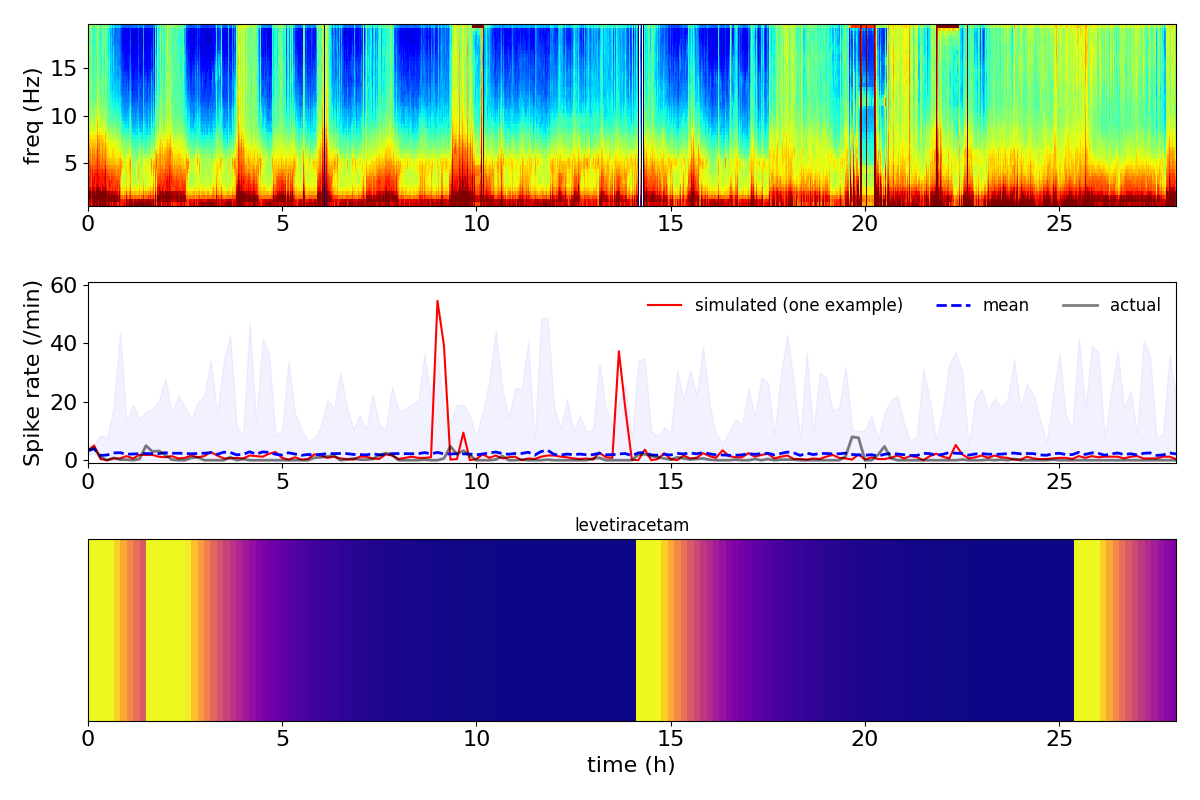 freq (Hz)
15
10
5
0 5 10 15 20 25
Spike rate (/min)
60
40
20
0
simulated (one example) mean actual
0 5 10 15 20 25
levetiracetam
0 5 10 15 20 25
time (h)